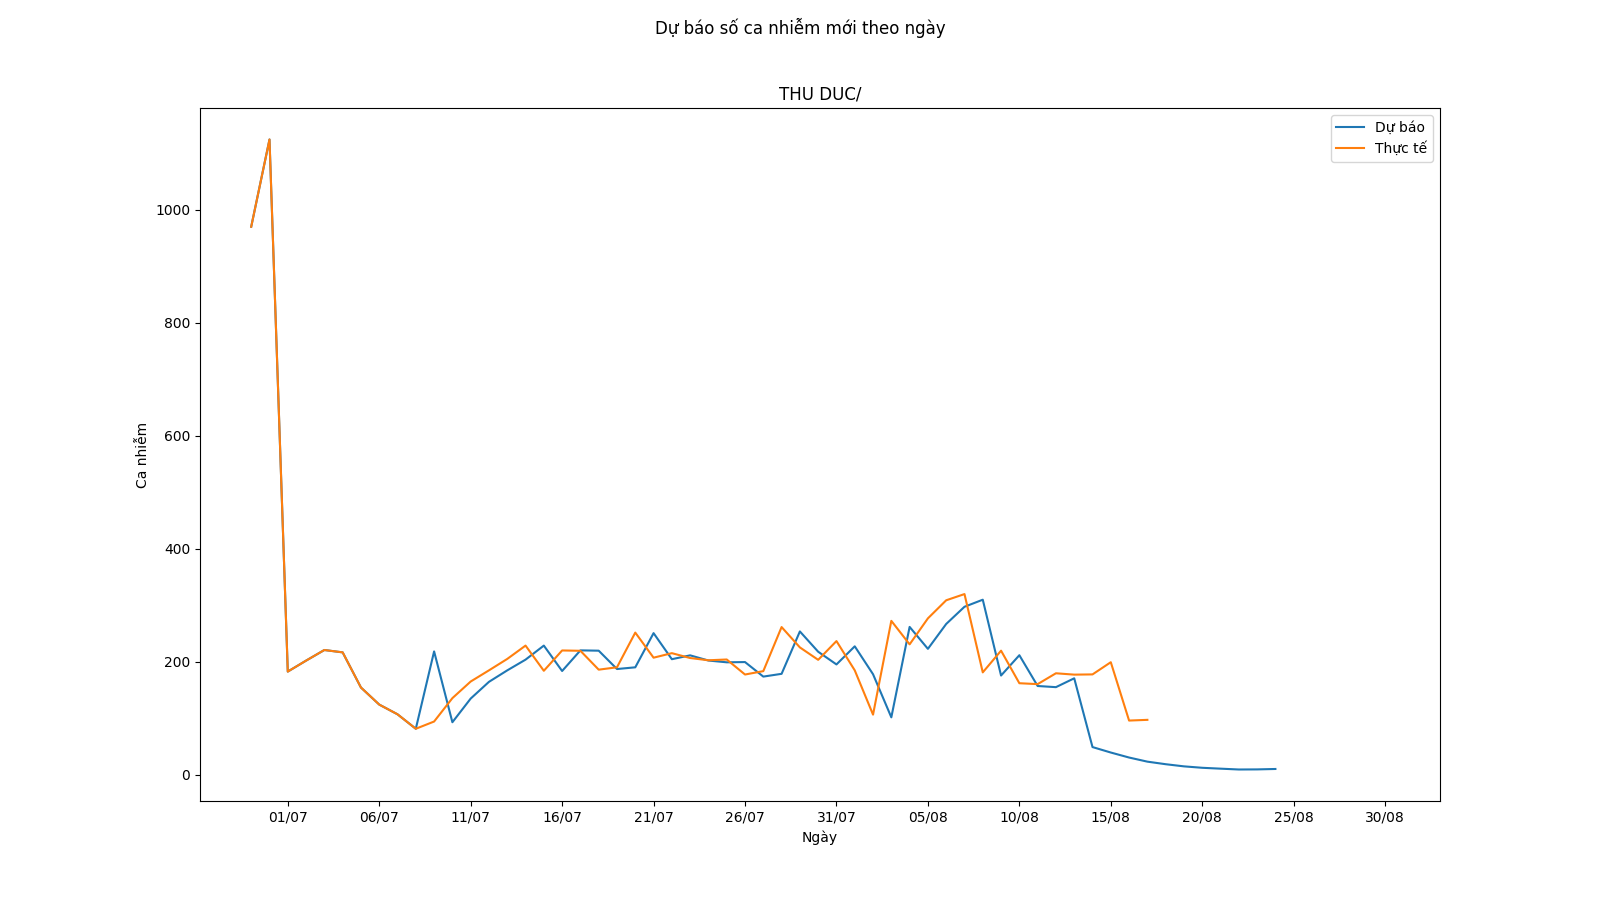 Dự báo số ca nhiễm mới theo ngày
THU DUC/
Dự báo
Thực tế
1000
800
600
400
200
0
Ca nhiễm
01/07 06/07 11/07 16/07 21/07 26/07 31/07 05/08 10/08 15/08 20/08 25/08 30/08
Ngày